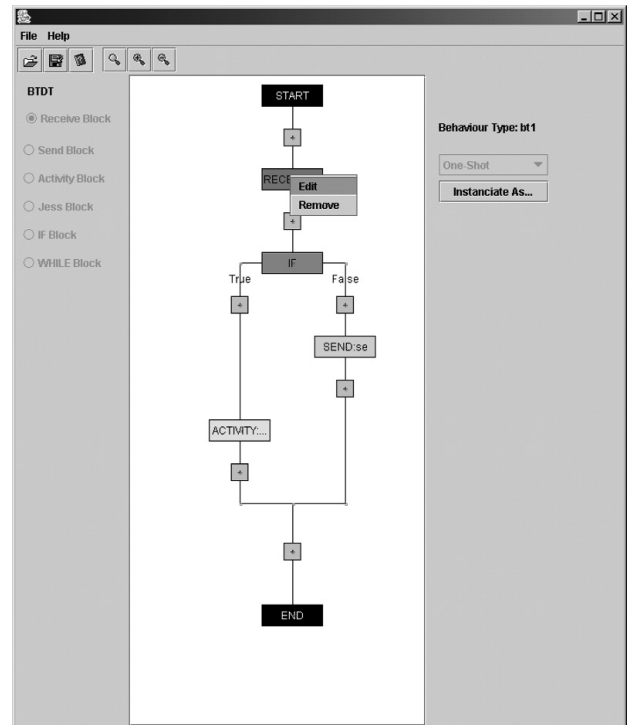 File Help
BTDT
Receive Block
Send Block
Activity Block
Jess Block
IF Block
WHILE Block
START
+
RECE
Edit
Remove
+
IF
True
False
+
+
SEND:se
+
ACTIVITY:...
+
+
END
Behaviour Type: bt1
One-Shot
Instanciate As...